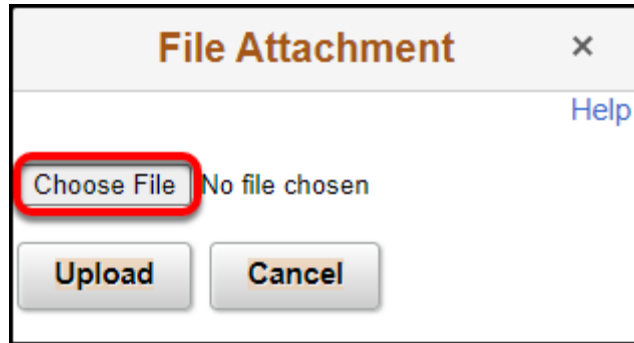 File Attachment ×
Help
Choose File No file chosen
Upload Cancel